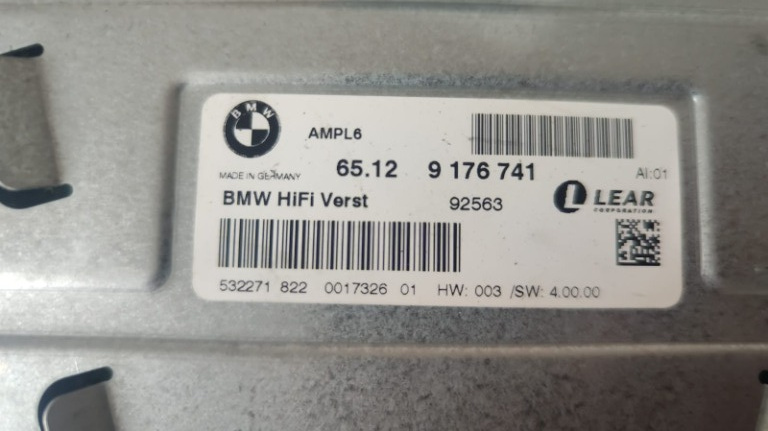 BMW
AMPL6
MADE IN GERMANY
65.12 9 176 741
AI:01
BMW HiFi Verst 92563
LEAR
CORPORATION
532271 822 0017326 01 HW: 003 /SW: 4.00.00